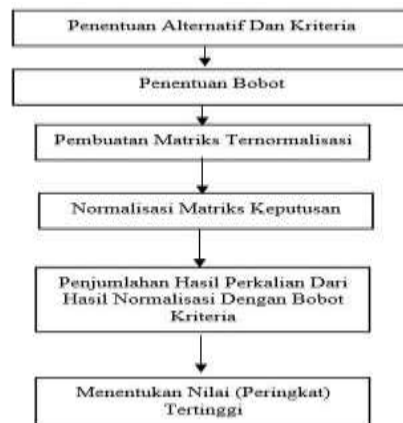 Penentuan Alternatif Dan Kriteria
Penentuan Bobot
Pembuatan Matriks Ternormalisasi
Normalisasi Matriks Keputusan
Penjumlahan Hasil Perkalian Dari
Hasil Normalisasi Dengan Bobot
Kriteria
Menentukan Nilai (Peringkat)
Tertinggi